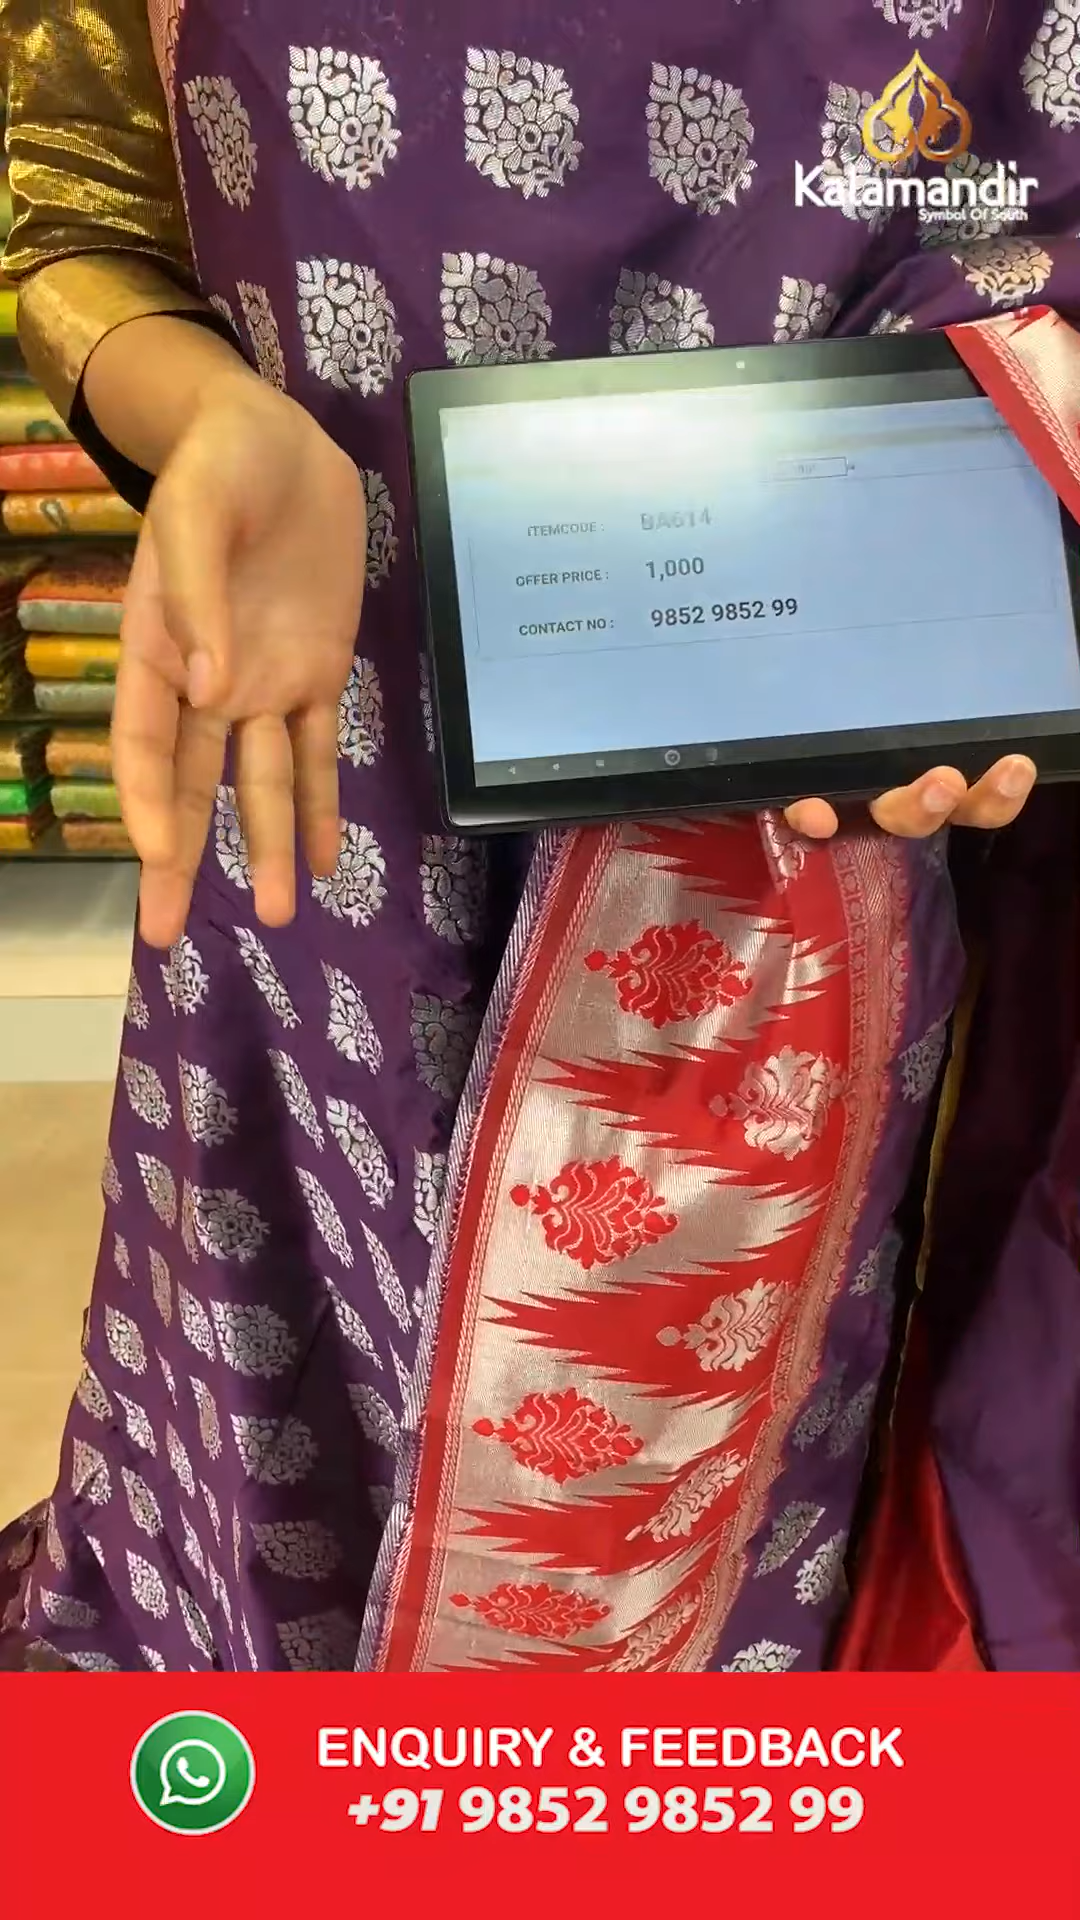 Kalamandir
Symbol Of South
ITEMCODE : BA614
OFFER PRICE : 1,000
CONTACT NO : 9852 9852 99
ENQUIRY & FEEDBACK
+91 9852 9852 99